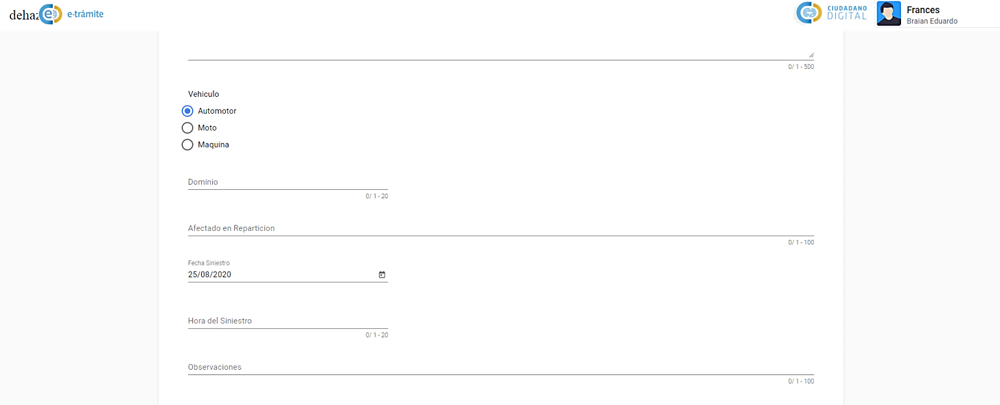 dehaz
e-trámite
CIUDADANO
DIGITAL
Frances
Braian Eduardo
0/ 1 - 500
Vehiculo
Automotor
Moto
Maquina
Dominio
0/ 1 - 20
Afectado en Reparticion
0/ 1 - 100
Fecha Siniestro
25/08/2020
Hora del Siniestro
0/ 1 - 20
Observaciones
0/ 1 - 100